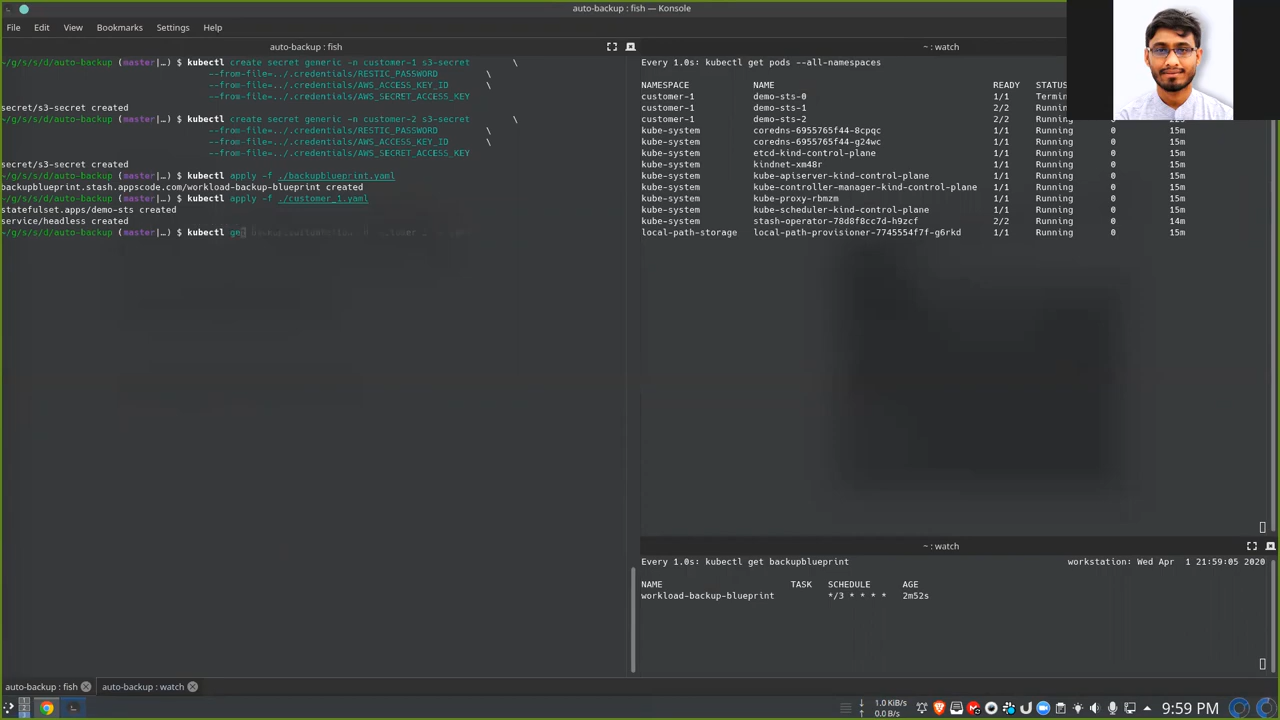 auto-backup : fish — Konsole
File Edit View Bookmarks Settings Help
auto-backup : fish
~/g/s/s/d/auto-backup (master|…) $ kubectl create secret generic -n customer-1 s3-secret \
--from-file=../.credentials/RESTIC_PASSWORD \
--from-file=../.credentials/AWS_ACCESS_KEY_ID \
--from-file=../.credentials/AWS_SECRET_ACCESS_KEY
secret/s3-secret created
~/g/s/s/d/auto-backup (master|…) $ kubectl create secret generic -n customer-2 s3-secret \
--from-file=../.credentials/RESTIC_PASSWORD \
--from-file=../.credentials/AWS_ACCESS_KEY_ID \
--from-file=../.credentials/AWS_SECRET_ACCESS_KEY
secret/s3-secret created
~/g/s/s/d/auto-backup (master|…) $ kubectl apply -f ./backupblueprint.yaml
backupblueprint.stash.appscode.com/workload-backup-blueprint created
~/g/s/s/d/auto-backup (master|…) $ kubectl apply -f ./customer_1.yaml
statefulset.apps/demo-sts created
service/headless created
~/g/s/s/d/auto-backup (master|…) $ kubectl ge
~ : watch
Every 1.0s: kubectl get pods --all-namespaces
NAMESPACE NAME READY STATUS
customer-1 demo-sts-0 1/1 Termin
customer-1 demo-sts-1 2/2 Running
customer-1 demo-sts-2 2/2 Running
kube-system coredns-6955765f44-8cpqc 1/1 Running 0 15m
kube-system coredns-6955765f44-g24wc 1/1 Running 0 15m
kube-system etcd-kind-control-plane 1/1 Running 0 15m
kube-system kindnet-xm48r 1/1 Running 0 15m
kube-system kube-apiserver-kind-control-plane 1/1 Running 0 15m
kube-system kube-controller-manager-kind-control-plane 1/1 Running 0 15m
kube-system kube-proxy-rbmzm 1/1 Running 0 15m
kube-system kube-scheduler-kind-control-plane 1/1 Running 0 15m
kube-system stash-operator-78d8f8cc7d-h9zcf 2/2 Running 0 14m
local-path-storage local-path-provisioner-7745554f7f-g6rkd 1/1 Running 0 15m
~ : watch
Every 1.0s: kubectl get backupblueprint workstation: Wed Apr 1 21:59:05 2020
NAME TASK SCHEDULE AGE
workload-backup-blueprint */3 * * * * 2m52s
auto-backup : fish auto-backup : watch
1.0 KiB/s
0.0 B/s
9:59 PM